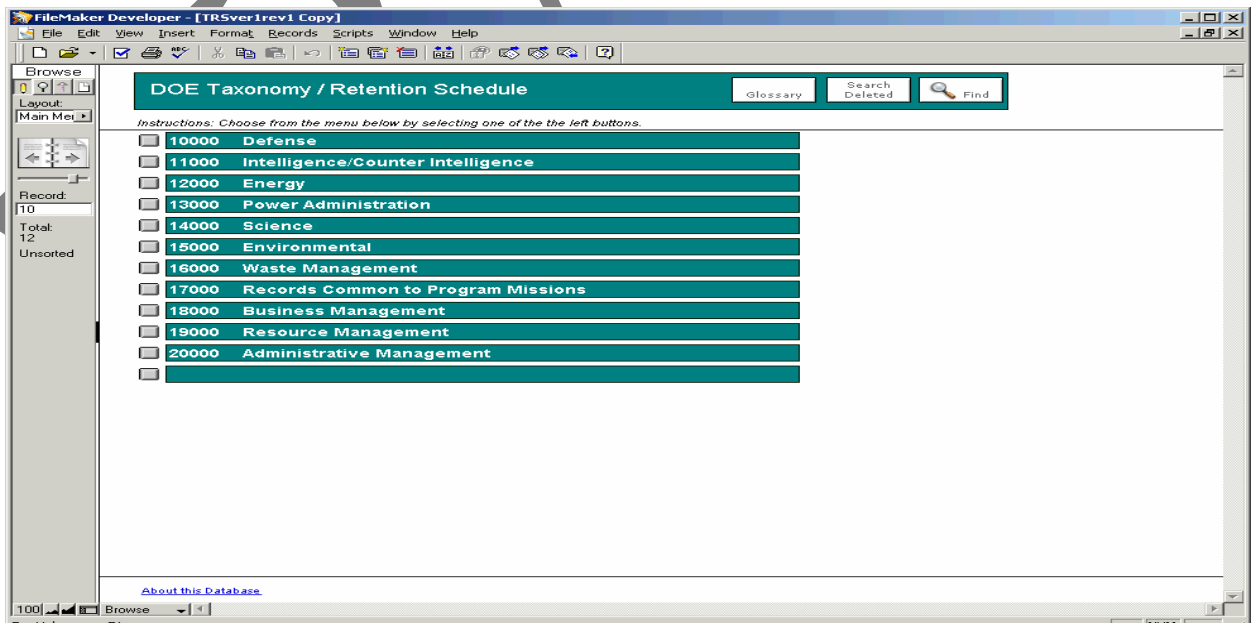 FileMaker Developer - [TRSver1rev1 Copy]
File Edit View Insert Format Records Scripts Window Help
Browse
Layout:
Main Mei
Record:
10
Total:
12
Unsorted
DOE Taxonomy / Retention Schedule
Glossary
Search
Deleted
Find
Instructions: Choose from the menu below by selecting one of the the left buttons.
10000 Defense
11000 Intelligence/Counter Intelligence
12000 Energy
13000 Power Administration
14000 Science
15000 Environmental
16000 Waste Management
17000 Records Common to Program Missions
18000 Business Management
19000 Resource Management
20000 Administrative Management
About this Database
100 Browse